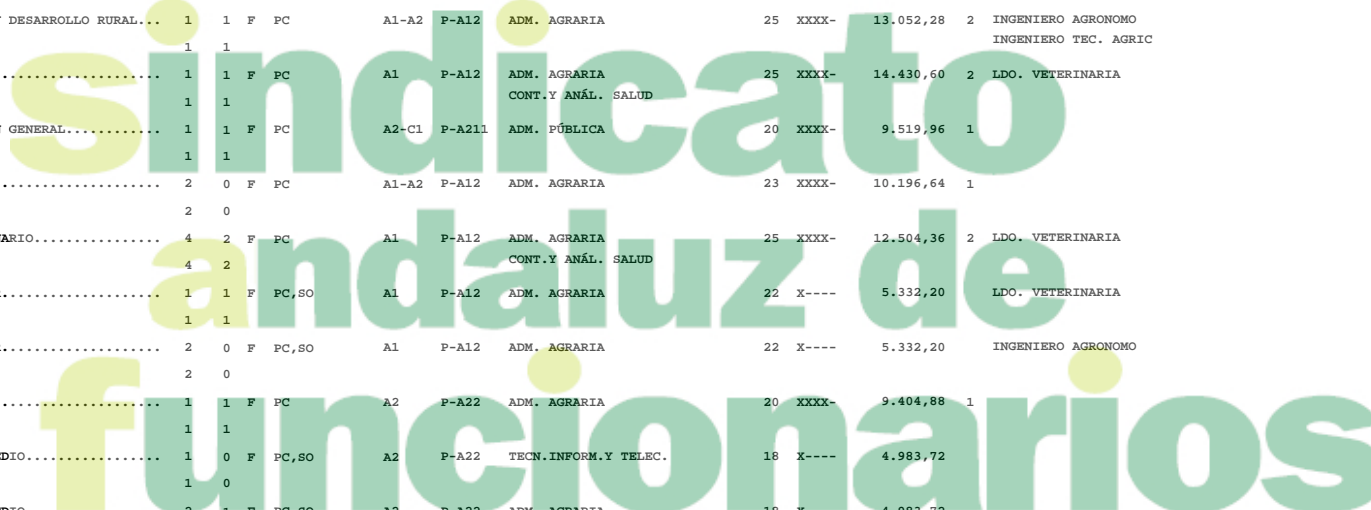 DESARROLLO RURAL... 1 1 F PC A1-A2 P-A12 ADM. AGRARIA 25 XXXX- 13.052,28 2 INGENIERO AGRONOMO
1 1 INGENIERO TEC. AGRIC
.................... 1 1 F PC A1 P-A12 ADM. AGRARIA 25 XXXX- 14.430,60 2 LDO. VETERINARIA
1 1 CONT.Y ANÁL. SALUD
GENERAL............ 1 1 F PC A2-C1 P-A211 ADM. PÚBLICA 20 XXXX- 9.519,96 1
1 1
.................... 2 0 F PC A1-A2 P-A12 ADM. AGRARIA 23 XXXX- 10.196,64 1
2 0
ARIO................ 4 2 F PC A1 P-A12 ADM. AGRARIA 25 XXXX- 12.504,36 2 LDO. VETERINARIA
4 2 CONT.Y ANÁL. SALUD
.................... 1 1 F PC,SO A1 P-A12 ADM. AGRARIA 22 X---- 5.332,20 LDO. VETERINARIA
1 1
.................... 2 0 F PC,SO A1 P-A12 ADM. AGRARIA 22 X---- 5.332,20 INGENIERO AGRONOMO
2 0
.................... 1 1 F PC A2 P-A22 ADM. AGRARIA 20 XXXX- 9.404,88 1
1 1
DIO................. 1 0 F PC,SO A2 P-A22 TECN.INFORM.Y TELEC. 18 X---- 4.983,72
1 0
sindicato
andaluz de
funcionarios